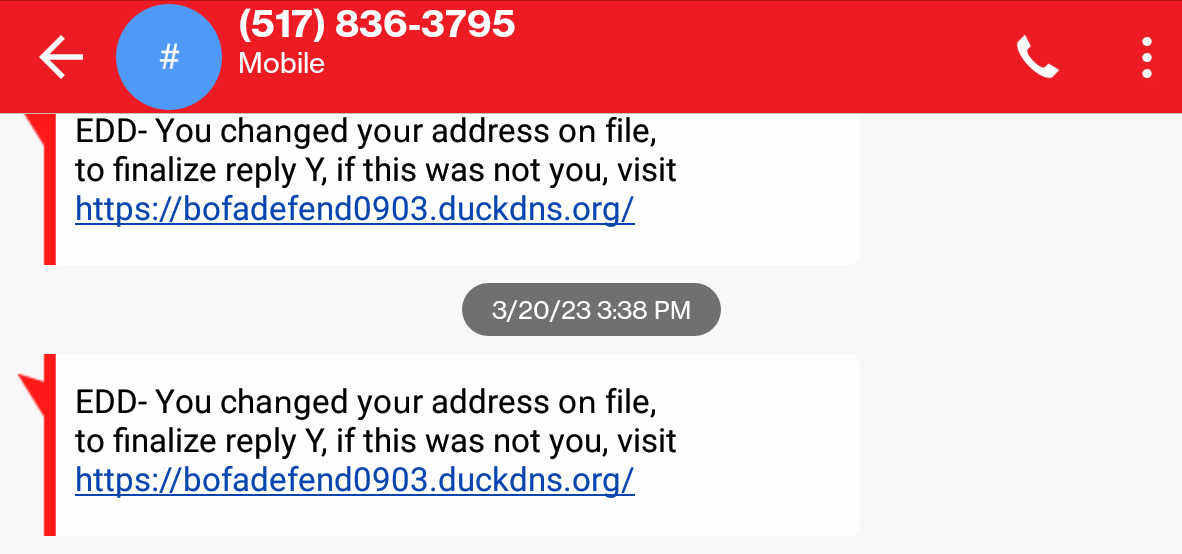 (517) 836-3795
#
Mobile
EDD- You changed your address on file,
to finalize reply Y, if this was not you, visit
https://bofadefend0903.duckdns.org/
3/20/23 3:38 PM
EDD- You changed your address on file,
to finalize reply Y, if this was not you, visit
https://bofadefend0903.duckdns.org/